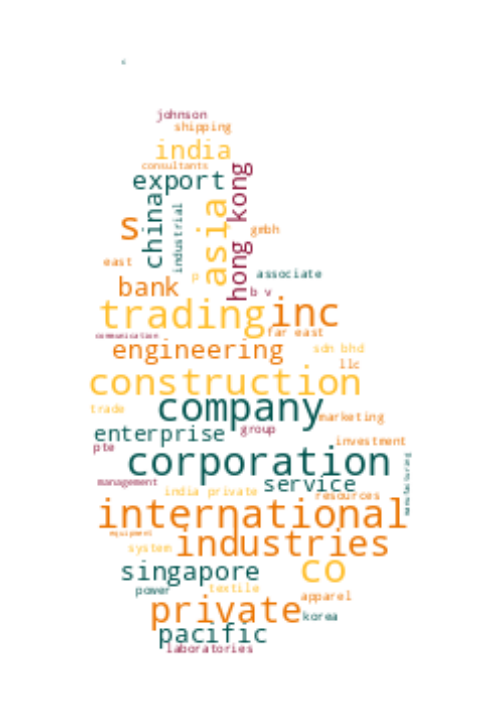 johnson
shipping
india
consultants
export
hong kong
asia
china
industrial
s
gmbh
east
associate
p
bank
b v
trading
inc
far east
communication
engineering
sdn bhd
llc
construction
company
trade
marketing
enterprise
group
investment
pte
corporation
manufacturing
service
management
india private
resources
international
equipment
industries
system
co
singapore
power
textile
apparel
private
korea
pacific
laboratories